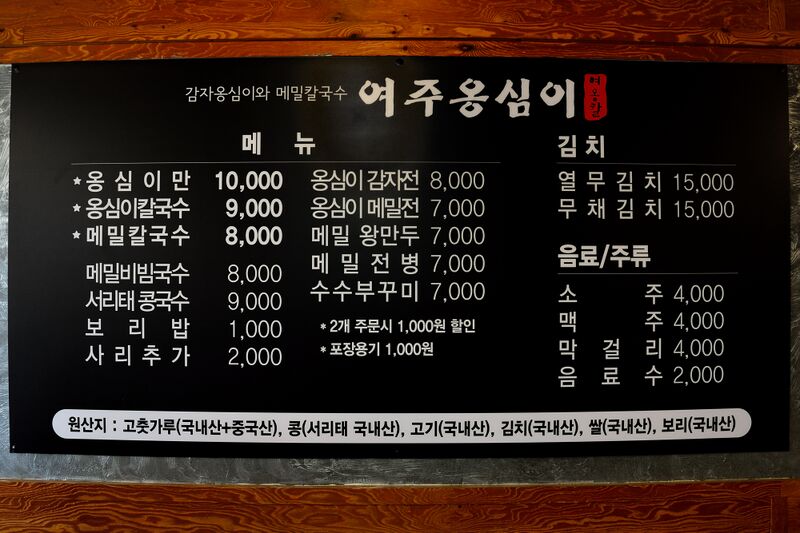 감자옹심이와 메밀칼국수 여주옹심이 여옹칼
메 뉴
★ 옹심이만 10,000
★ 옹심이칼국수 9,000
★ 메밀칼국수 8,000
메밀비빔국수 8,000
서리태 콩국수 9,000
보리밥 1,000
사리추가 2,000
옹심이 감자전 8,000
옹심이 메밀전 7,000
메밀 왕만두 7,000
메밀전병 7,000
수수부꾸미 7,000
* 2개 주문시 1,000원 할인
* 포장용기 1,000원
김치
열무김치 15,000
무채김치 15,000
음료/주류
소주 4,000
맥주 4,000
막걸리 4,000
음료수 2,000
원산지 : 고춧가루(국내산+중국산), 콩(서리태 국내산), 고기(국내산), 김치(국내산), 쌀(국내산), 보리(국내산)